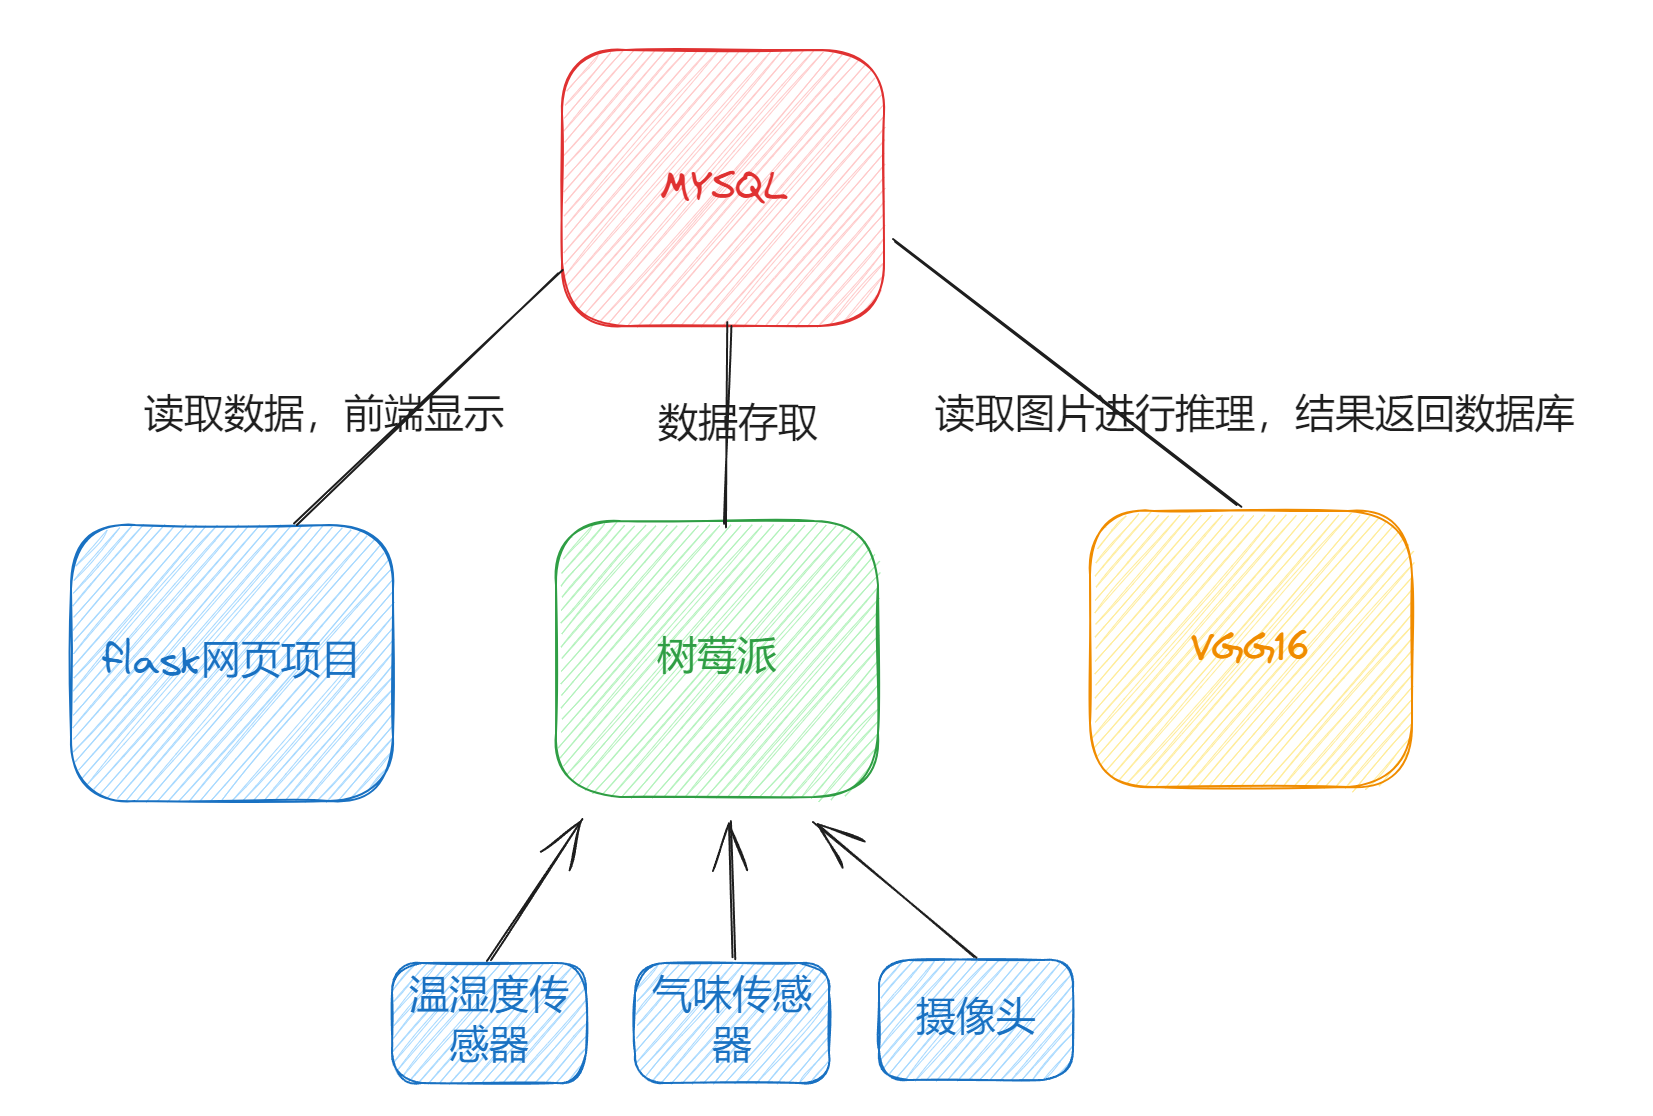 MYSQL
读取数据，前端显示
数据存取
读取图片进行推理，结果返回数据库
flask网页项目
树莓派
VGG16
温湿度传
感器
气味传感
器
摄像头